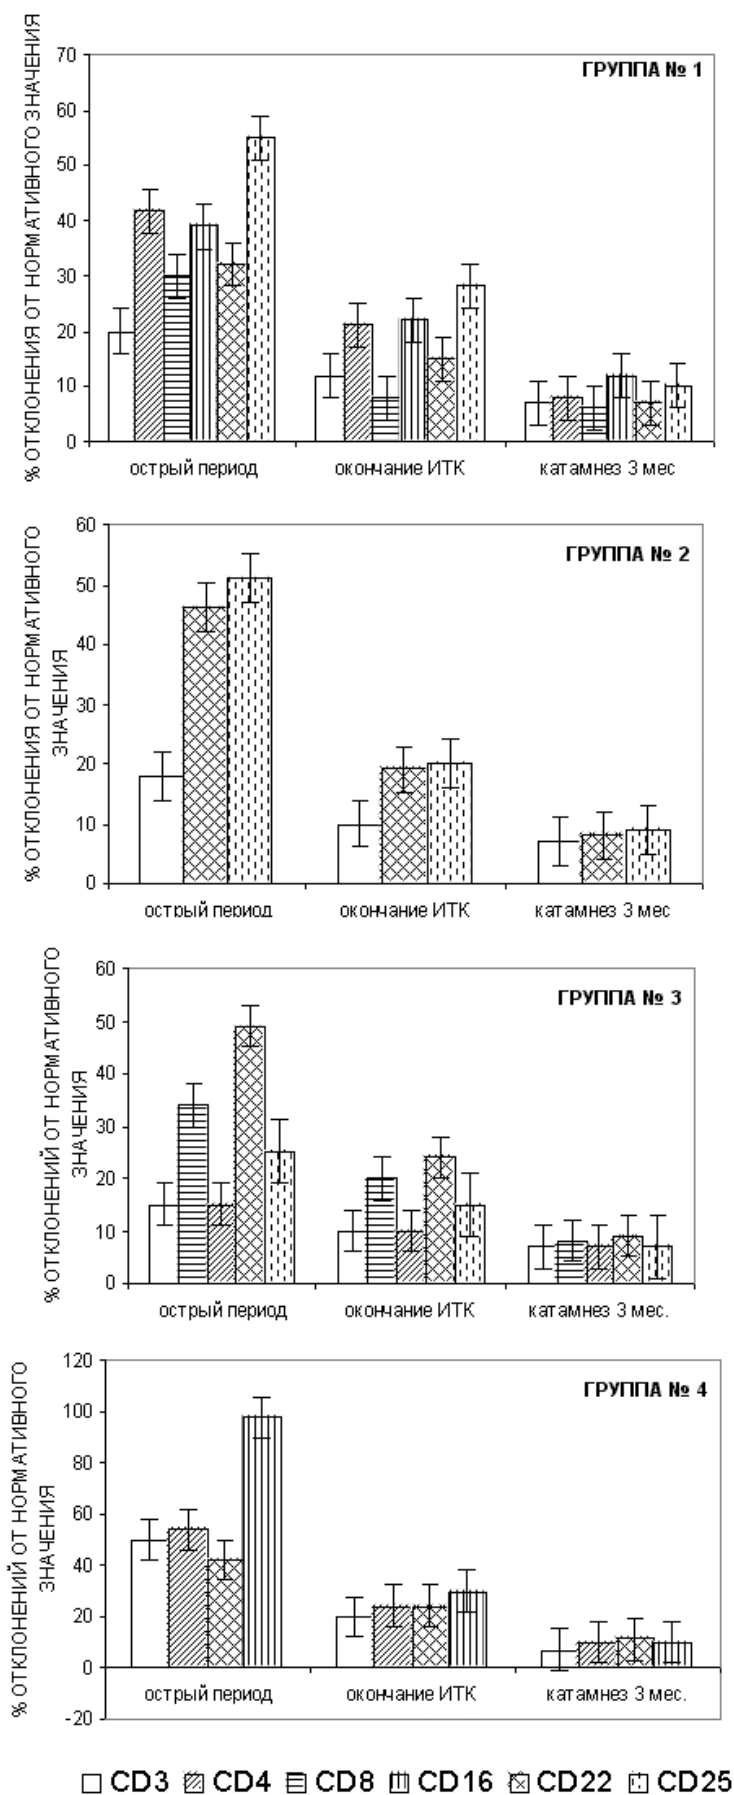 % ОТКЛОНЕНИЯ ОТ НОРМАТИВНОГО ЗНАЧЕНИЯ
ГРУППА № 1
70
60
50
40
30
20
10
0
острый период окончание ИТК катамнез 3 мес
% ОТКЛОНЕНИЯ ОТ НОРМАТИВНОГО
ЗНАЧЕНИЯ
ГРУППА № 2
60
50
40
30
20
10
0
острый период окончание ИТК катамнез 3 мес
% ОТКЛОНЕНИЙ ОТ НОРМАТИВНОГО
ЗНАЧЕНИЯ
ГРУППА № 3
60
50
40
30
20
10
0
острый период окончание ИТК катамнез 3 мес.
% ОТКЛОНЕНИЙ ОТ НОРМАТИВНОГО
ЗНАЧЕНИЯ
ГРУППА № 4
120
100
80
60
40
20
0
-20
острый период окончание ИТК катамнез 3 мес.
CD3 CD4 CD8 CD16 CD22 CD25